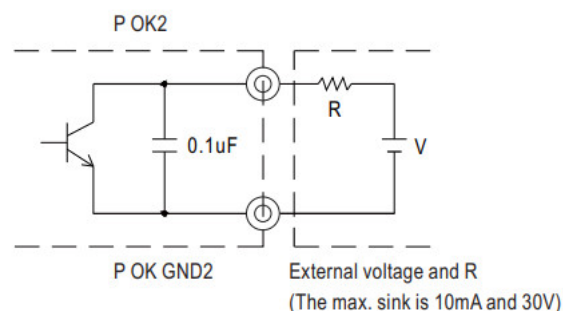 P OK2
R
0.1uF
V
P OK GND2
External voltage and R
(The max. sink is 10mA and 30V)